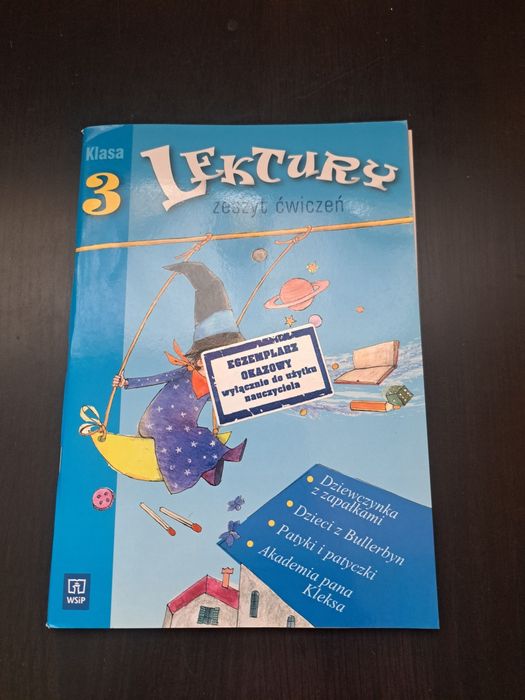 Klasa
3
LEKTURY
zeszyt ćwiczeń
EGZEMPLARZ
OKAZOWY
wyłącznie do użytku
nauczyciela
• Dziewczynka
z zapałkami
• Dzieci z Bullerbyn
• Patyki i patyczki
• Akademia pana
Kleksa
WSiP